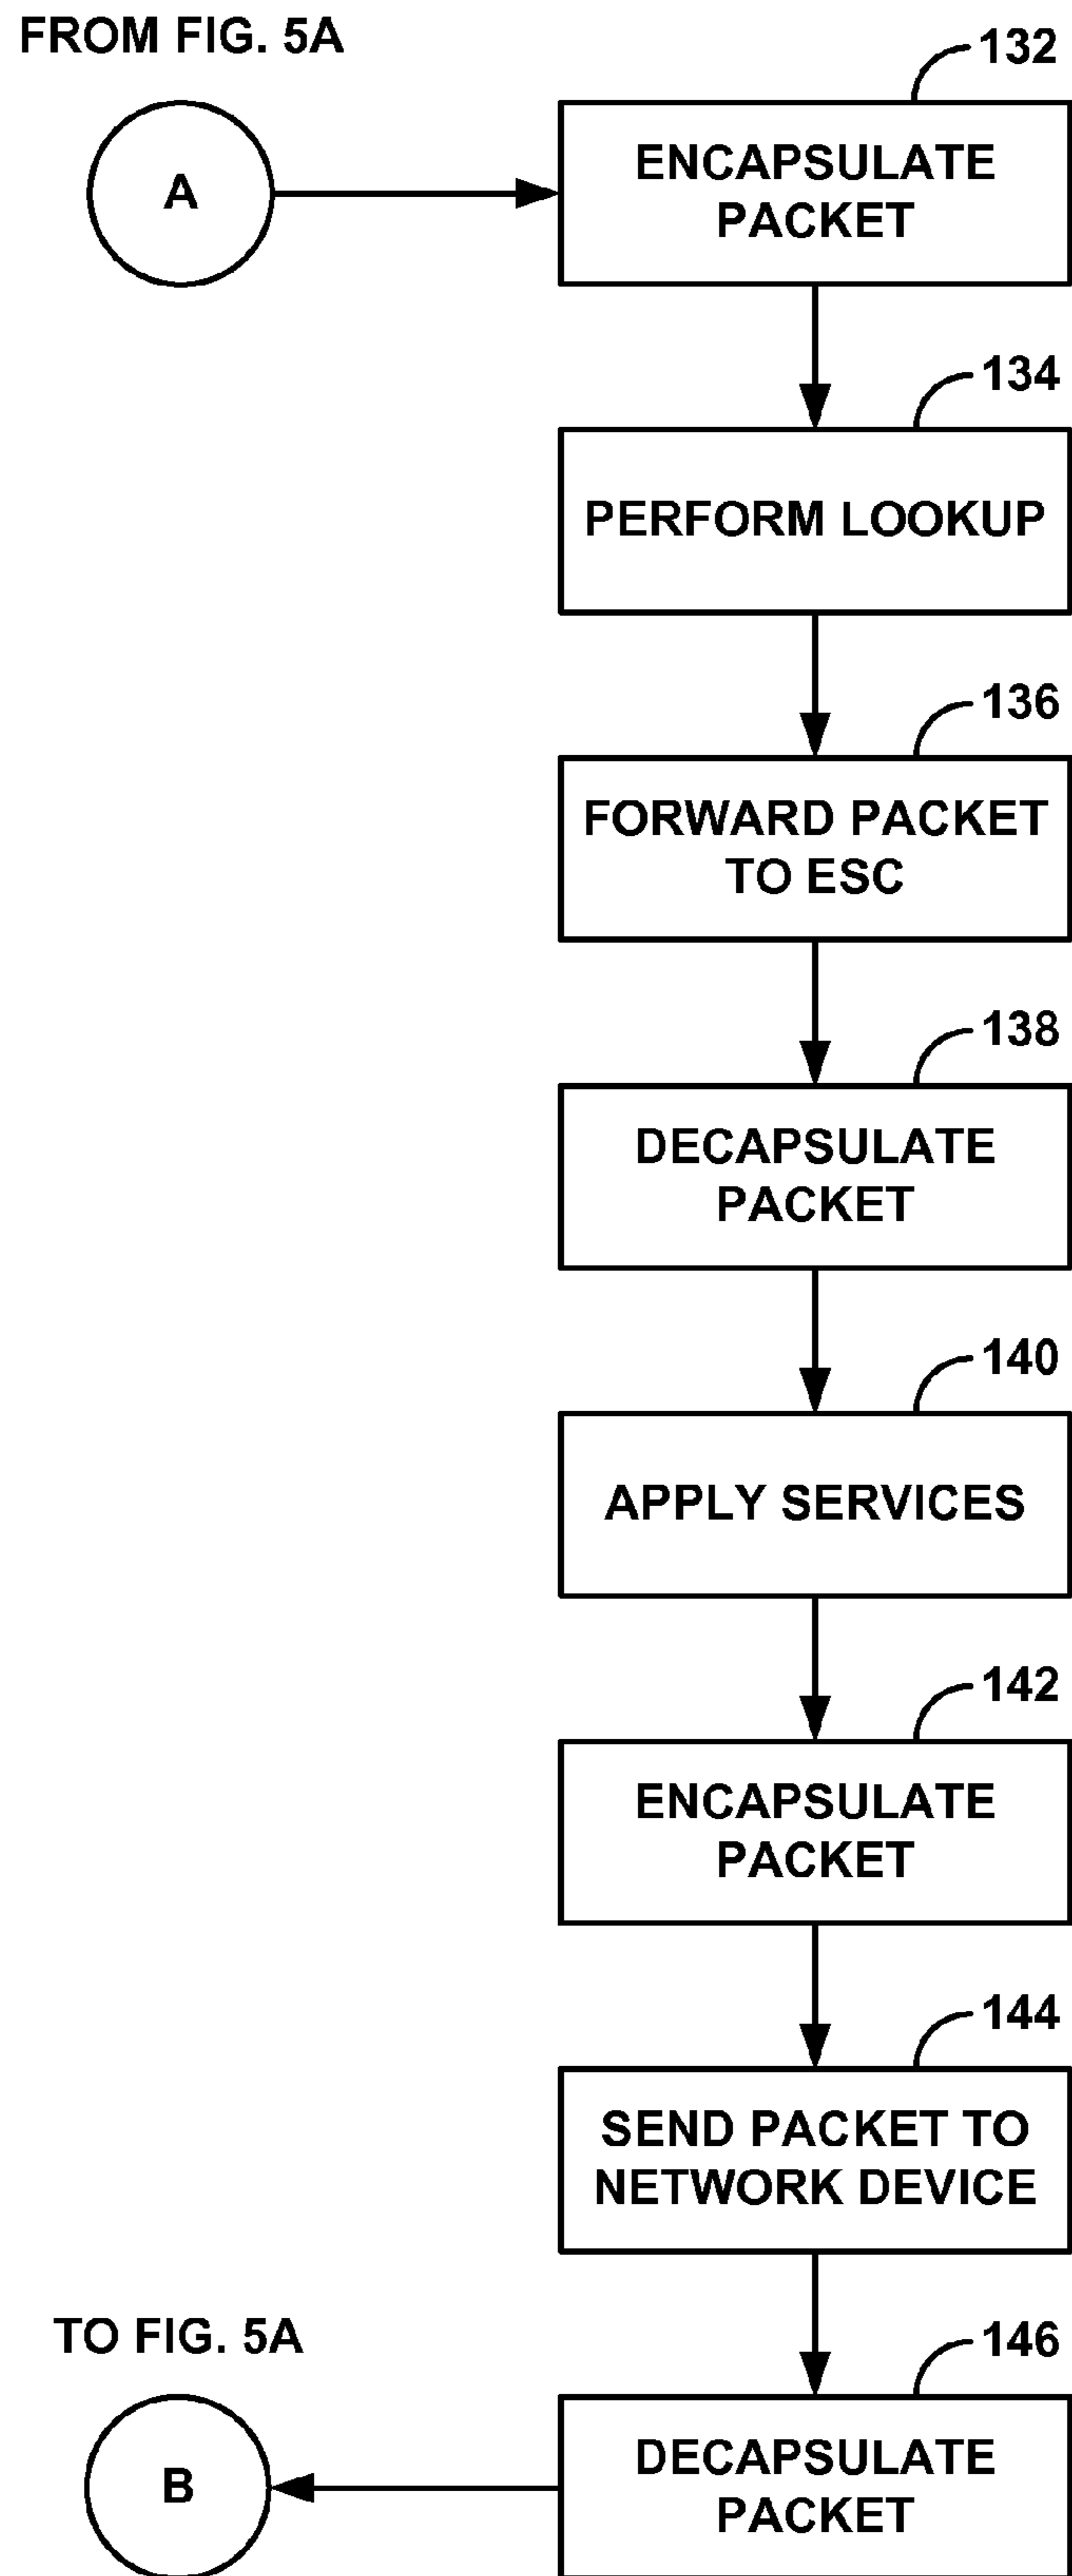 FROM FIG. 5A
132
A
ENCAPSULATE
PACKET
134
PERFORM LOOKUP
136
FORWARD PACKET
TO ESC
138
DECAPSULATE
PACKET
140
APPLY SERVICES
142
ENCAPSULATE
PACKET
144
SEND PACKET TO
NETWORK DEVICE
TO FIG. 5A
146
B
DECAPSULATE
PACKET